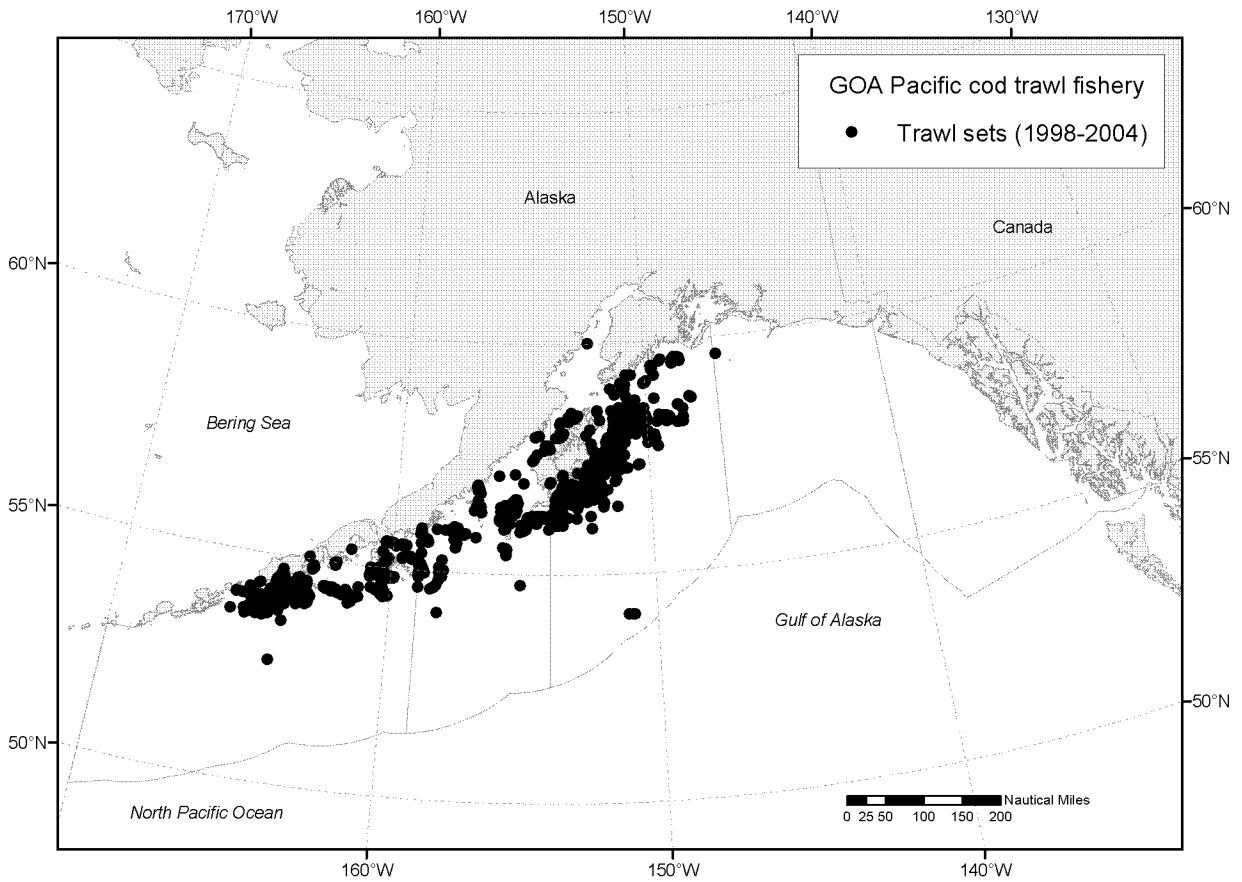 170°W 160°W 150°W 140°W 130°W
GOA Pacific cod trawl fishery
Trawl sets (1998-2004)
Alaska
60°N
Canada
60°N
Bering Sea
55°N
55°N
Gulf of Alaska
50°N
50°N
Nautical Miles
0 25 50 100 150 200
North Pacific Ocean
160°W 150°W 140°W